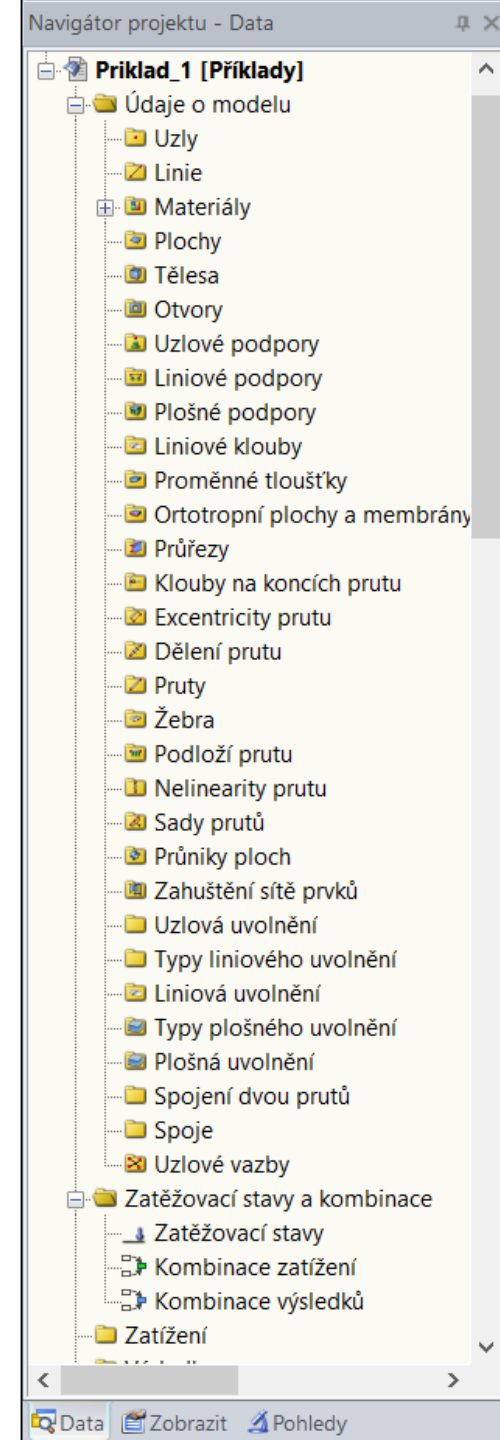 Navigátor projektu - Data
Priklad_1 [Příklady]
Údaje o modelu
Uzly
Linie
Materiály
Plochy
Tělesa
Otvory
Uzlové podpory
Liniové podpory
Plošné podpory
Liniové klouby
Proměnné tloušťky
Ortotropní plochy a membrány
Průřezy
Klouby na koncích prutu
Excentricity prutu
Dělení prutu
Pruty
Žebra
Podloží prutu
Nelinearity prutu
Sady prutů
Průniky ploch
Zahuštění sítě prvků
Uzlová uvolnění
Typy liniového uvolnění
Liniová uvolnění
Typy plošného uvolnění
Plošná uvolnění
Spojení dvou prutů
Spoje
Uzlové vazby
Zatěžovací stavy a kombinace
Zatěžovací stavy
Kombinace zatížení
Kombinace výsledků
Zatížení
Data Zobrazit Pohledy